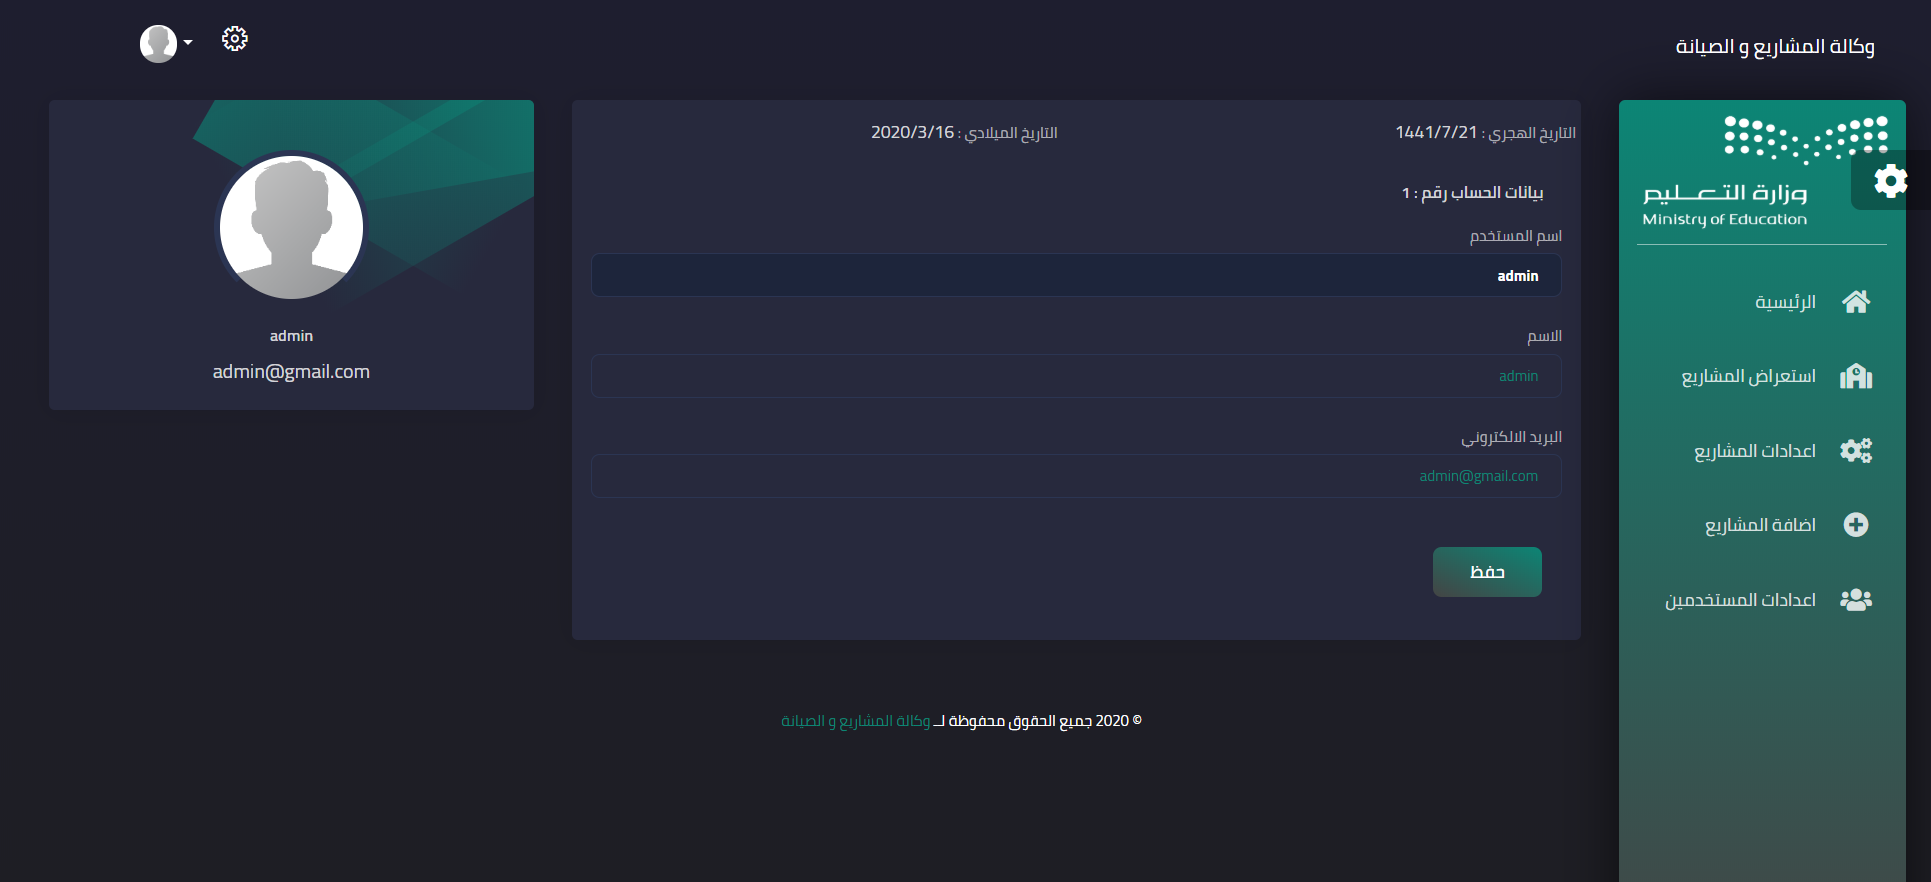 وكالة المشاريع و الصيانة
وزارة التعـــليم
Ministry of Education
الرئيسية
استعراض المشاريع
اعدادات المشاريع
اضافة المشاريع
اعدادات المستخدمين
التاريخ الهجري : 1441/7/21
التاريخ الميلادي : 2020/3/16
بيانات الحساب رقم : 1
اسم المستخدم
admin
الاسم
admin
البريد الالكتروني
admin@gmail.com
حفظ
admin
admin@gmail.com
© 2020 جميع الحقوق محفوظة لــ وكالة المشاريع و الصيانة